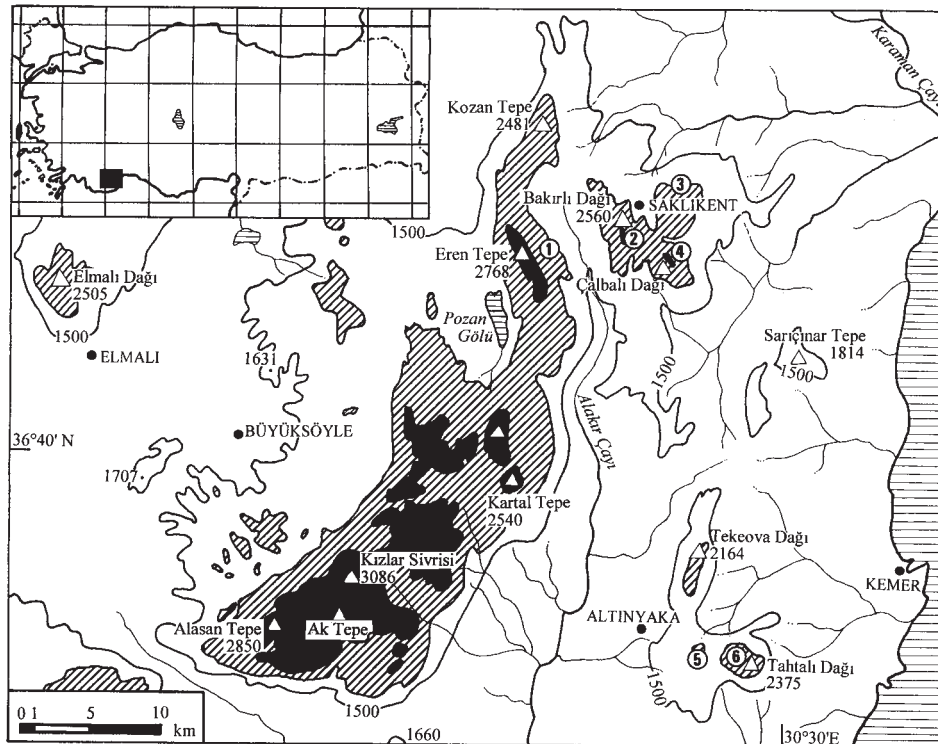 Karaman Çayı
Kozan Tepe
2481
③
Bakırlı Dağı
2560
SAKLIKENT
②
1500
Eren Tepe
2768
①
④
Çalbalı Dağı
Elmalı Dağı
2505
Pozan
Gölü
1500
ELMALI
1631
Sarıçınar Tepe
1814
1500
1500
Alakır Çayı
36°40' N
BÜYÜKSÖYLE
1707
Kartal Tepe
2540
Tekeova Dağı
2164
Kızlar Sivrisi
3086
KEMER
ALTINYAKA
Alasan Tepe
2850
Ak Tepe
⑤
⑥
Tahtalı Dağı
2375
1500
1500
0 1 5 10
km
1660
30°30'E